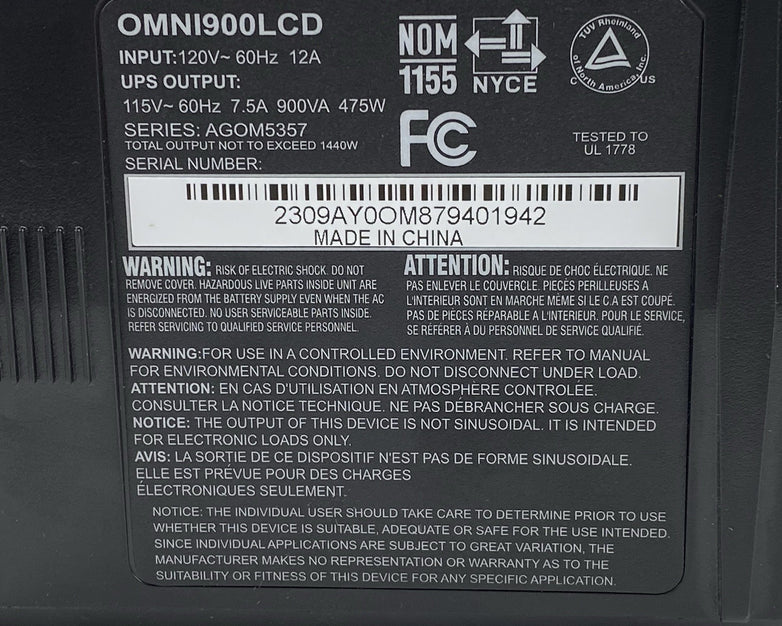 OMNI900LCD
INPUT:120V~ 60Hz 12A
UPS OUTPUT:
115V~ 60Hz 7.5A 900VA 475W
SERIES: AGOM5357
TOTAL OUTPUT NOT TO EXCEED 1440W
SERIAL NUMBER:
NOM
1155
NYCE
FC
TÜV Rheinland
of North America, Inc.
C US
TESTED TO
UL 1778
2309AY0OM879401942
MADE IN CHINA
WARNING: RISK OF ELECTRIC SHOCK. DO NOT
REMOVE COVER. HAZARDOUS LIVE PARTS INSIDE UNIT ARE
ENERGIZED FROM THE BATTERY SUPPLY EVEN WHEN THE AC
IS DISCONNECTED. NO USER SERVICEABLE PARTS INSIDE.
REFER SERVICING TO QUALIFIED SERVICE PERSONNEL.
ATTENTION: RISQUE DE CHOC ÉLECTRIQUE. NE
PAS ENLEVER LE COUVERCLE. PIECÉS PERILLEUSES A
L'INTERIEUR SONT EN MARCHE MÊME SI LE C.A EST COUPÉ.
PAS DE PIÉCES RÉPARABLE A L'INTERIEUR. POUR LE SERVICE,
SE RÉFÉRER À DU PERSONNEL DE SERVICE QUALIFIÉ.
WARNING:FOR USE IN A CONTROLLED ENVIRONMENT. REFER TO MANUAL
FOR ENVIRONMENTAL CONDITIONS. DO NOT DISCONNECT UNDER LOAD.
ATTENTION: EN CAS D'UTILISATION EN ATMOSPHÈRE CONTROLÉE.
CONSULTER LA NOTICE TECHNIQUE. NE PAS DÉBRANCHER SOUS CHARGE.
NOTICE: THE OUTPUT OF THIS DEVICE IS NOT SINUSOIDAL. IT IS INTENDED
FOR ELECTRONIC LOADS ONLY.
AVIS: LA SORTIE DE CE DISPOSITIF N'EST PAS DE FORME SINUSOIDALE.
ELLE EST PRÉVUE POUR DES CHARGES
ÉLECTRONIQUES SEULEMENT.
NOTICE: THE INDIVIDUAL USER SHOULD TAKE CARE TO DETERMINE PRIOR TO USE
WHETHER THIS DEVICE IS SUITABLE, ADEQUATE OR SAFE FOR THE USE INTENDED.
SINCE INDIVIDUAL APPLICATIONS ARE SUBJECT TO GREAT VARIATION, THE
MANUFACTURER MAKES NO REPRESENTATION OR WARRANTY AS TO THE
SUITABILITY OR FITNESS OF THIS DEVICE FOR ANY SPECIFIC APPLICATION.